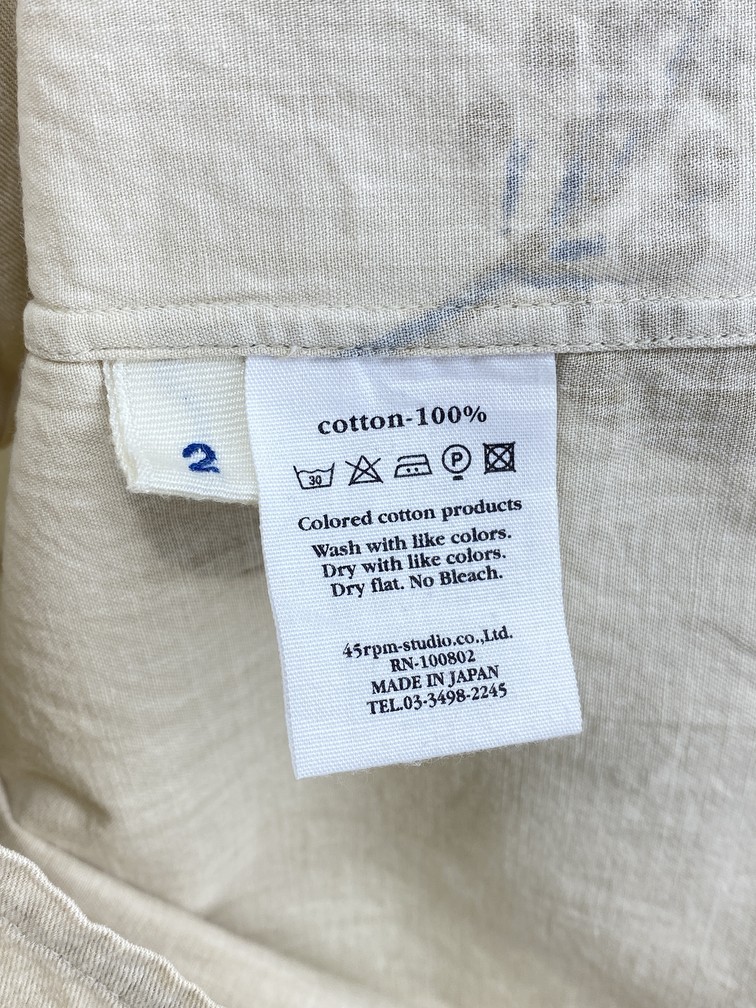 cotton-100%
30
P
2
Colored cotton products
Wash with like colors.
Dry with like colors.
Dry flat. No Bleach.
45rpm-studio.co.,Ltd.
RN-100802
MADE IN JAPAN
TEL.03-3498-2245